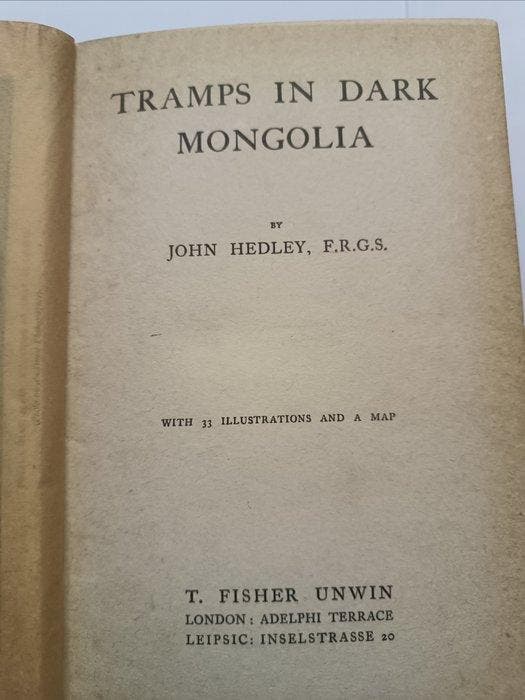 TRAMPS IN DARK
MONGOLIA
BY
JOHN HEDLEY, F.R.G.S.
WITH 33 ILLUSTRATIONS AND A MAP
T. FISHER UNWIN
LONDON: ADELPHI TERRACE
LEIPSIC: INSELSTRASSE 20